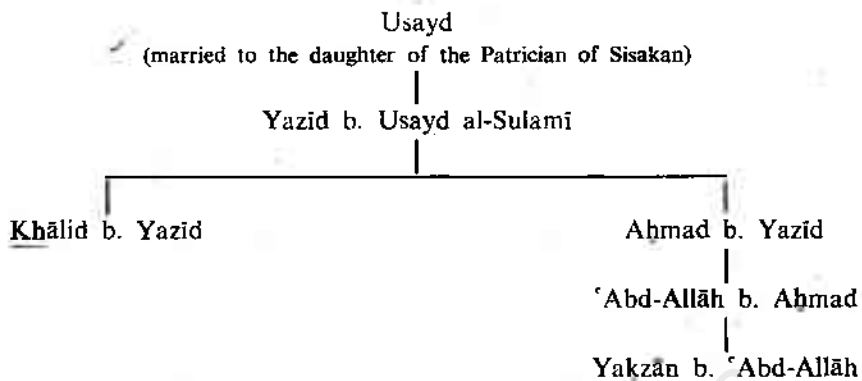 Usayd
(married to the daughter of the Patrician of Sisakan)
Yazīd b. Usayd al-Sulamī
Khālid b. Yazīd Aḥmad b. Yazīd
ʿAbd-Allāh b. Aḥmad
Yakzān b. ʿAbd-Allāh